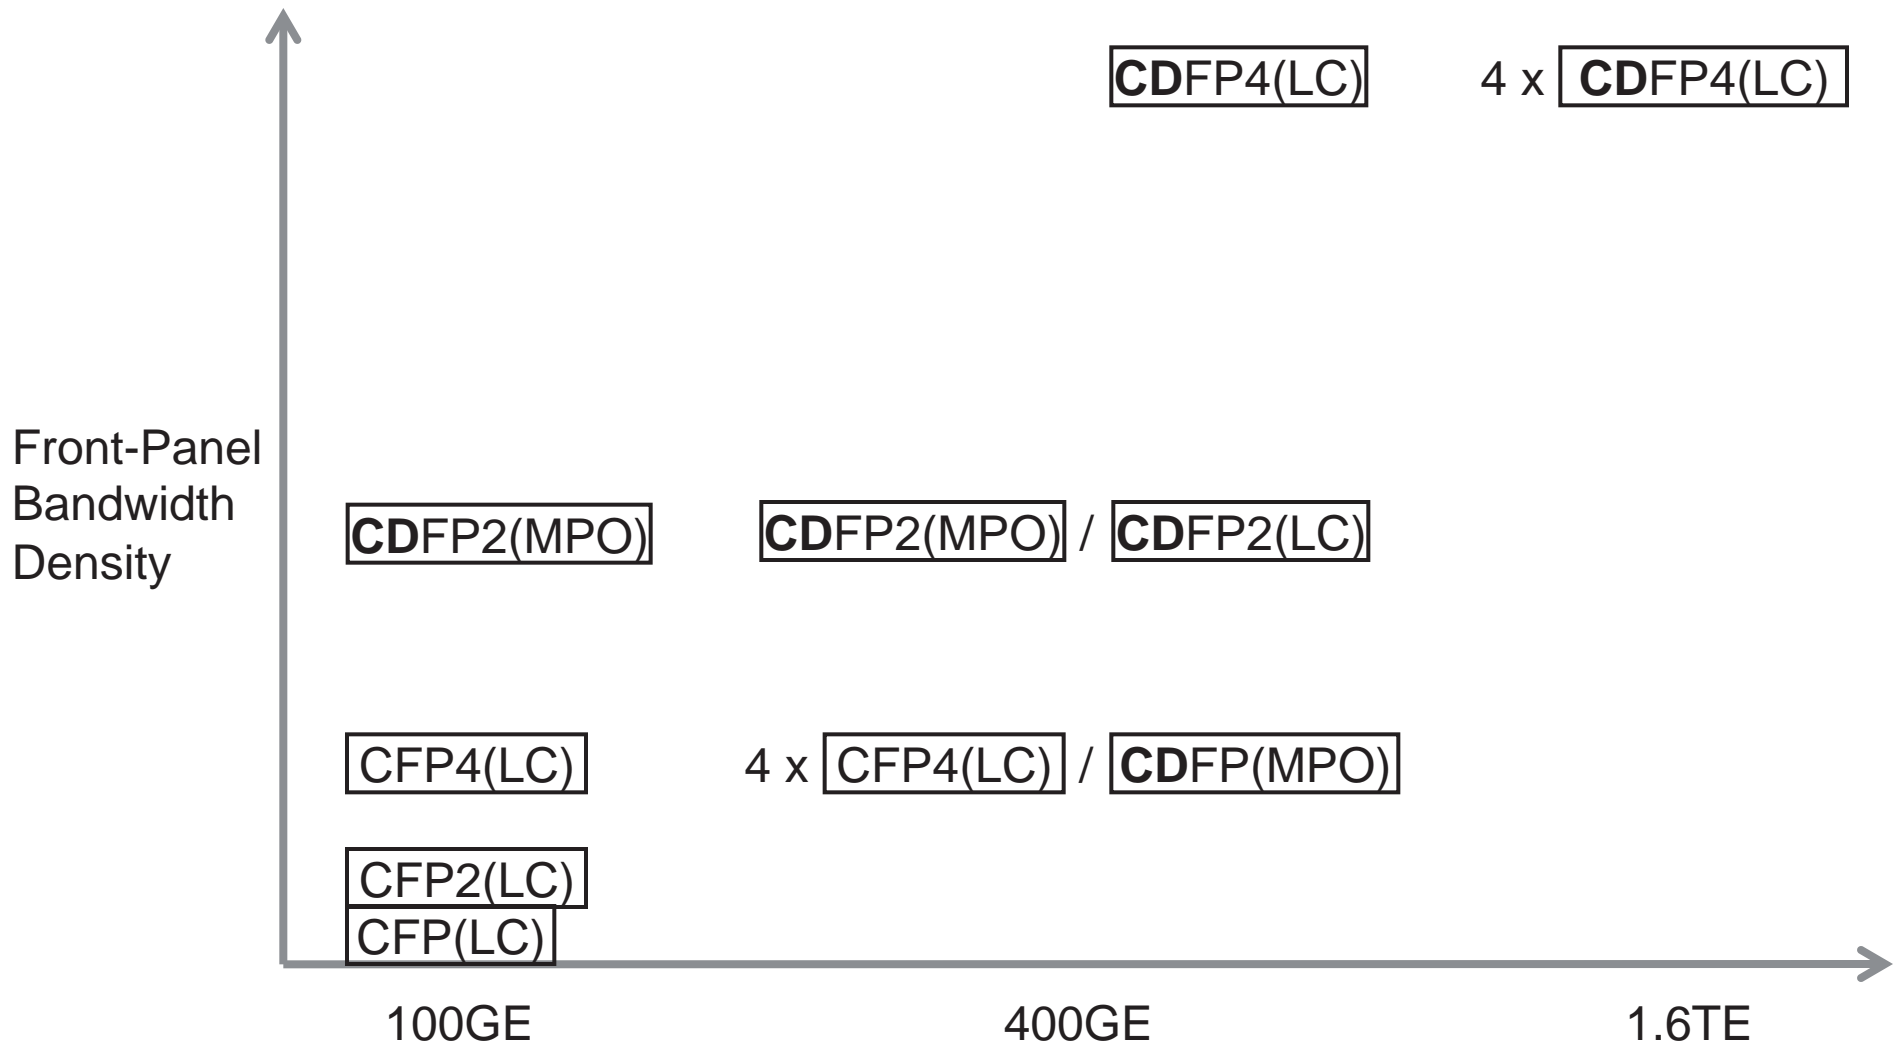 CDFP4(LC) 4 x CDFP4(LC)
Front-Panel
Bandwidth
Density
CDFP2(MPO) CDFP2(MPO) / CDFP2(LC)
CFP4(LC) 4 x CFP4(LC) / CDFP(MPO)
CFP2(LC)
CFP(LC)
100GE 400GE 1.6TE